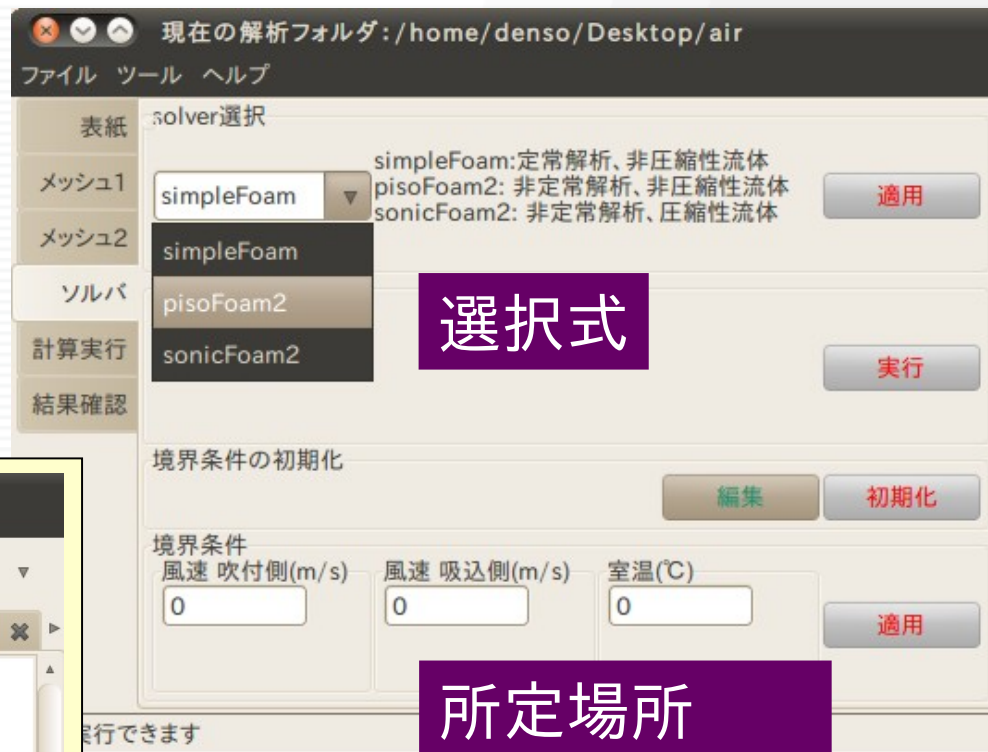 現在の解析フォルダ:/home/denso/Desktop/air
ファイル ツール ヘルプ
表紙
メッシュ1
メッシュ2
ソルバ
計算実行
結果確認
solver選択
simpleFoam
simpleFoam:定常解析、非圧縮性流体
pisoFoam2: 非定常解析、非圧縮性流体
sonicFoam2: 非定常解析、圧縮性流体
適用
simpleFoam
pisoFoam2
sonicFoam2
選択式
実行
境界条件の初期化
編集
初期化
境界条件
風速 吹付側(m/s)
風速 吸込側(m/s)
室温(℃)
0
0
0
適用
所定場所
実行できます